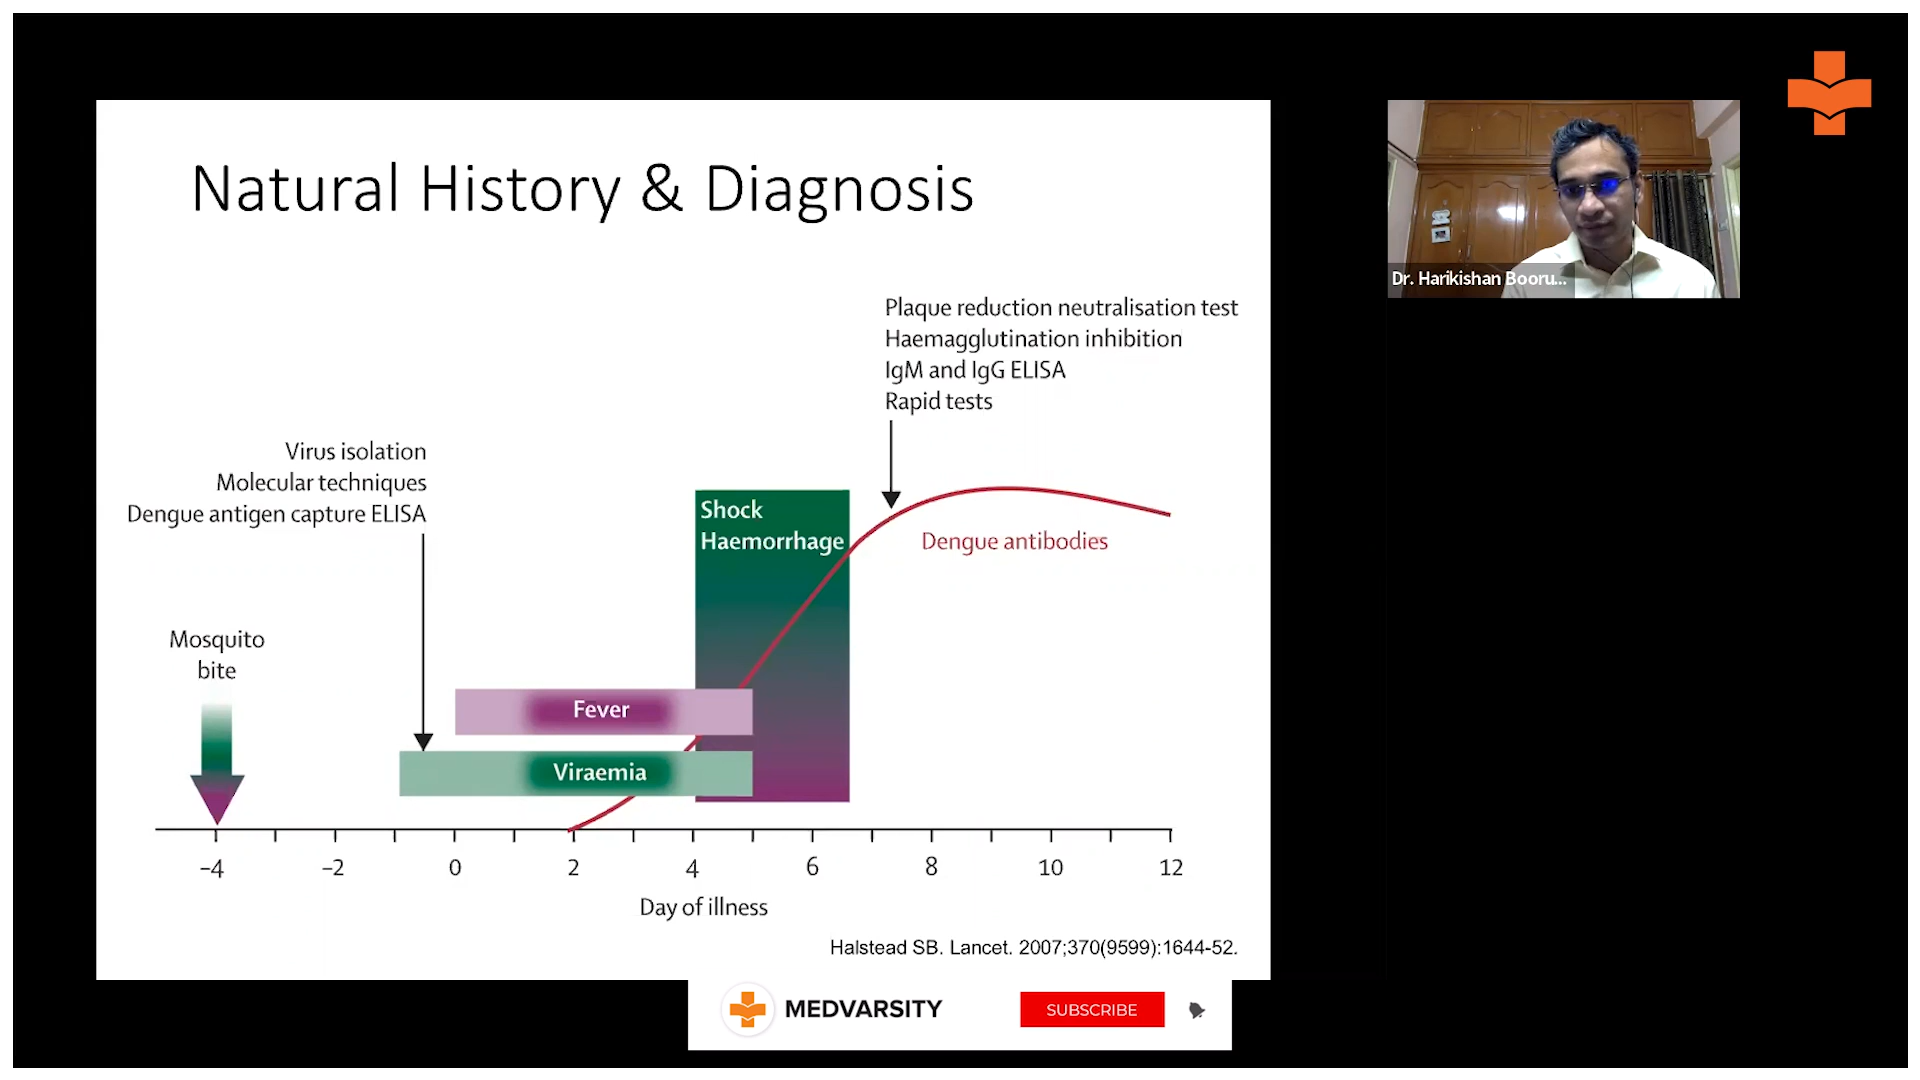 Natural History & Diagnosis
Plaque reduction neutralisation test
Haemagglutination inhibition
IgM and IgG ELISA
Rapid tests
Virus isolation
Molecular techniques
Dengue antigen capture ELISA
Shock
Haemorrhage
Dengue antibodies
Mosquito
bite
Fever
Viraemia
–4 –2 0 2 4 6 8 10 12
Day of illness
Halstead SB. Lancet. 2007;370(9599):1644-52.
Dr. Harikishan Booru...
MEDVARSITY
SUBSCRIBE